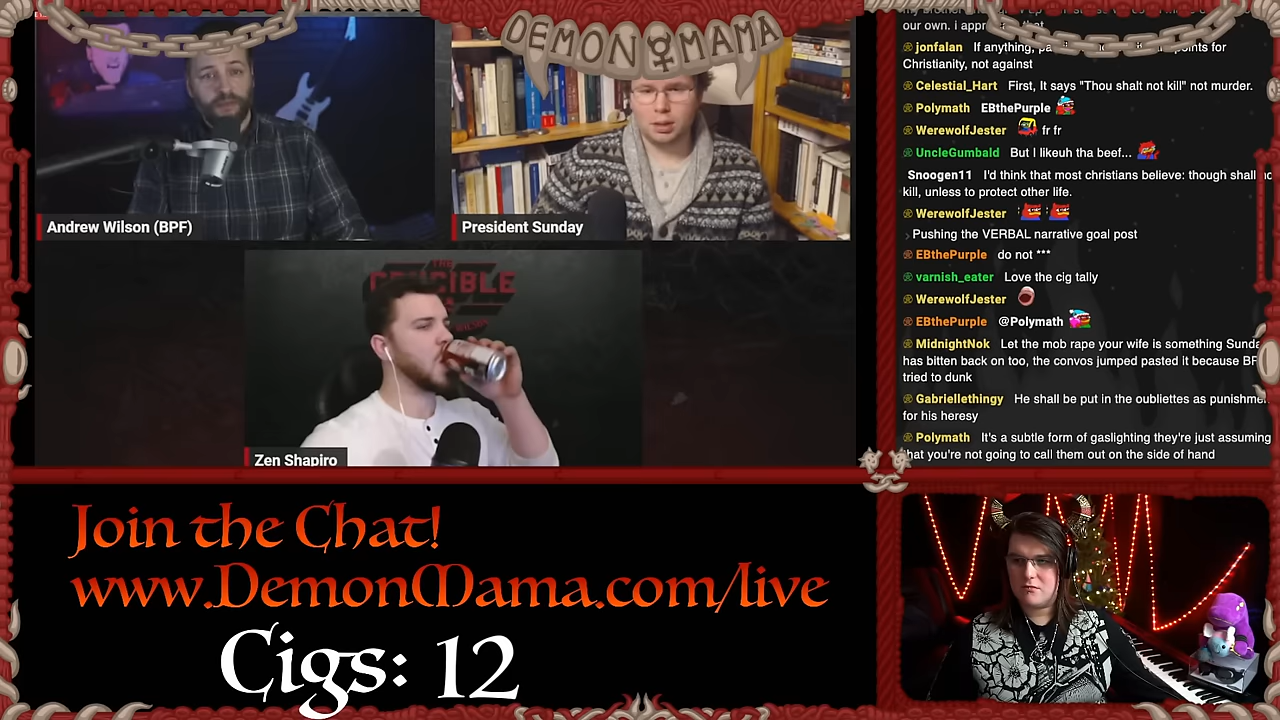 DEMON MAMA
Andrew Wilson (BPF)
President Sunday
THE
CRUCIBLE
Zen Shapiro
our own. i
that
jonfalan If anything,
points for
Christianity, not against
Celestial_Hart First, It says "Thou shalt not kill" not murder.
Polymath EBthePurple
WerewolfJester fr fr
UncleGumbald But I likeuh tha beef...
Snoogen11 I'd think that most christians believe: though shall
kill, unless to protect other life.
WerewolfJester
Pushing the VERBAL narrative goal post
EBthePurple do not ***
varnish_eater Love the cig tally
WerewolfJester
EBthePurple @Polymath
MidnightNok Let the mob rape your wife is something Sunda
has bitten back on too, the convos jumped pasted it because BP
tried to dunk
Gabriellethingy He shall be put in the oubliettes as punishme
for his heresy
Polymath It's a subtle form of gaslighting they're just assuming
hat you're not going to call them out on the side of hand
Join the Chat!
www.DemonMama.com/live
Cigs: 12